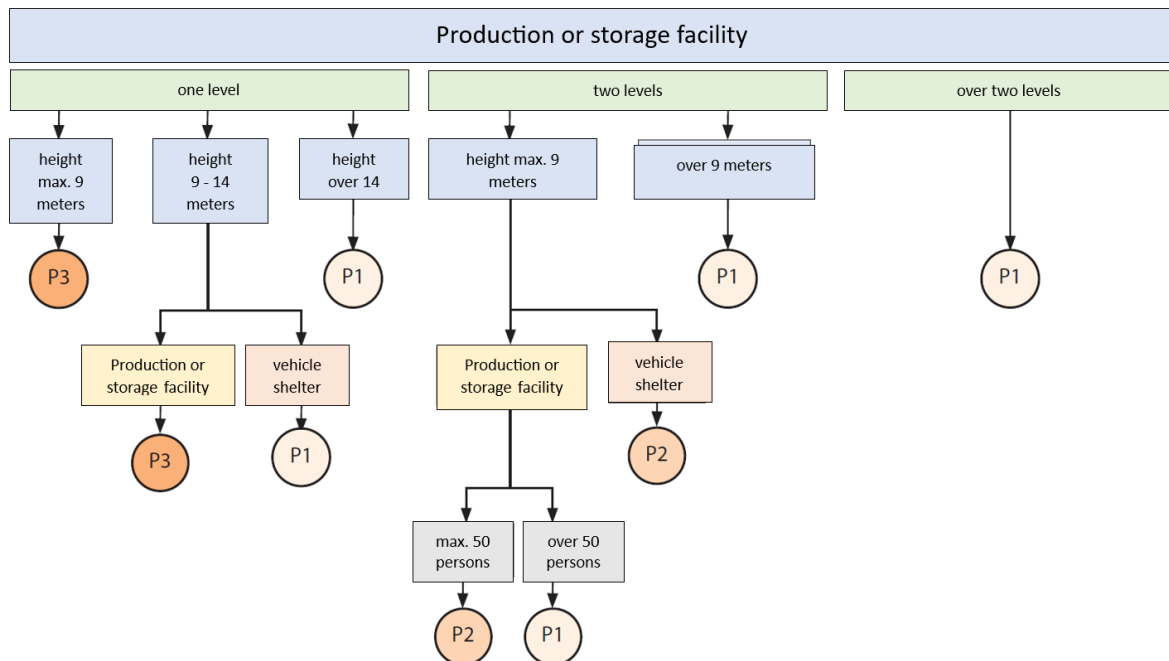 Production or storage facility
one level
two levels
over two levels
height
max. 9
meters
height
9 - 14
meters
height
over 14
height max. 9
meters
over 9 meters
P3
P1
P1
P1
Production or
storage facility
vehicle
shelter
Production or
storage facility
vehicle
shelter
P3
P1
P2
max. 50
persons
over 50
persons
P2
P1